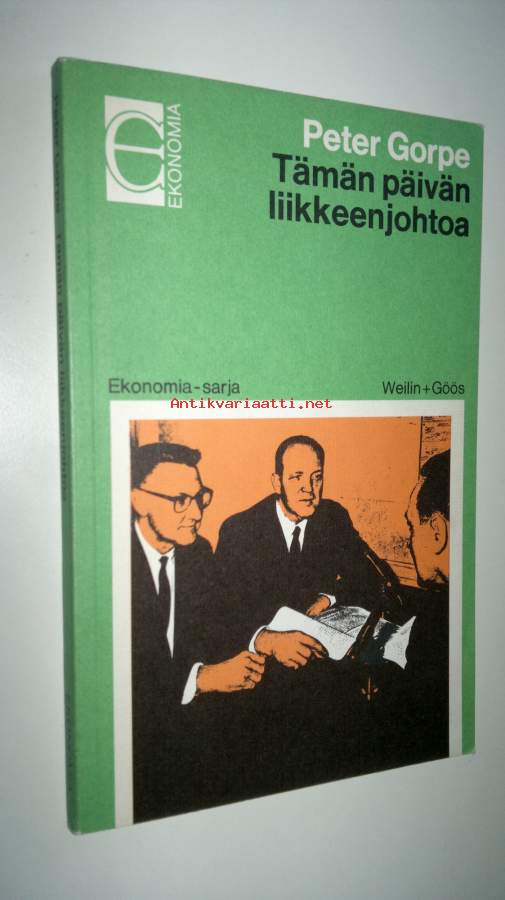 e
EKONOMIA
Peter Gorpe
Tämän päivän
liikkeenjohtoa
Ekonomia-sarja
Weilin+Göös
Antikvariaatti.net